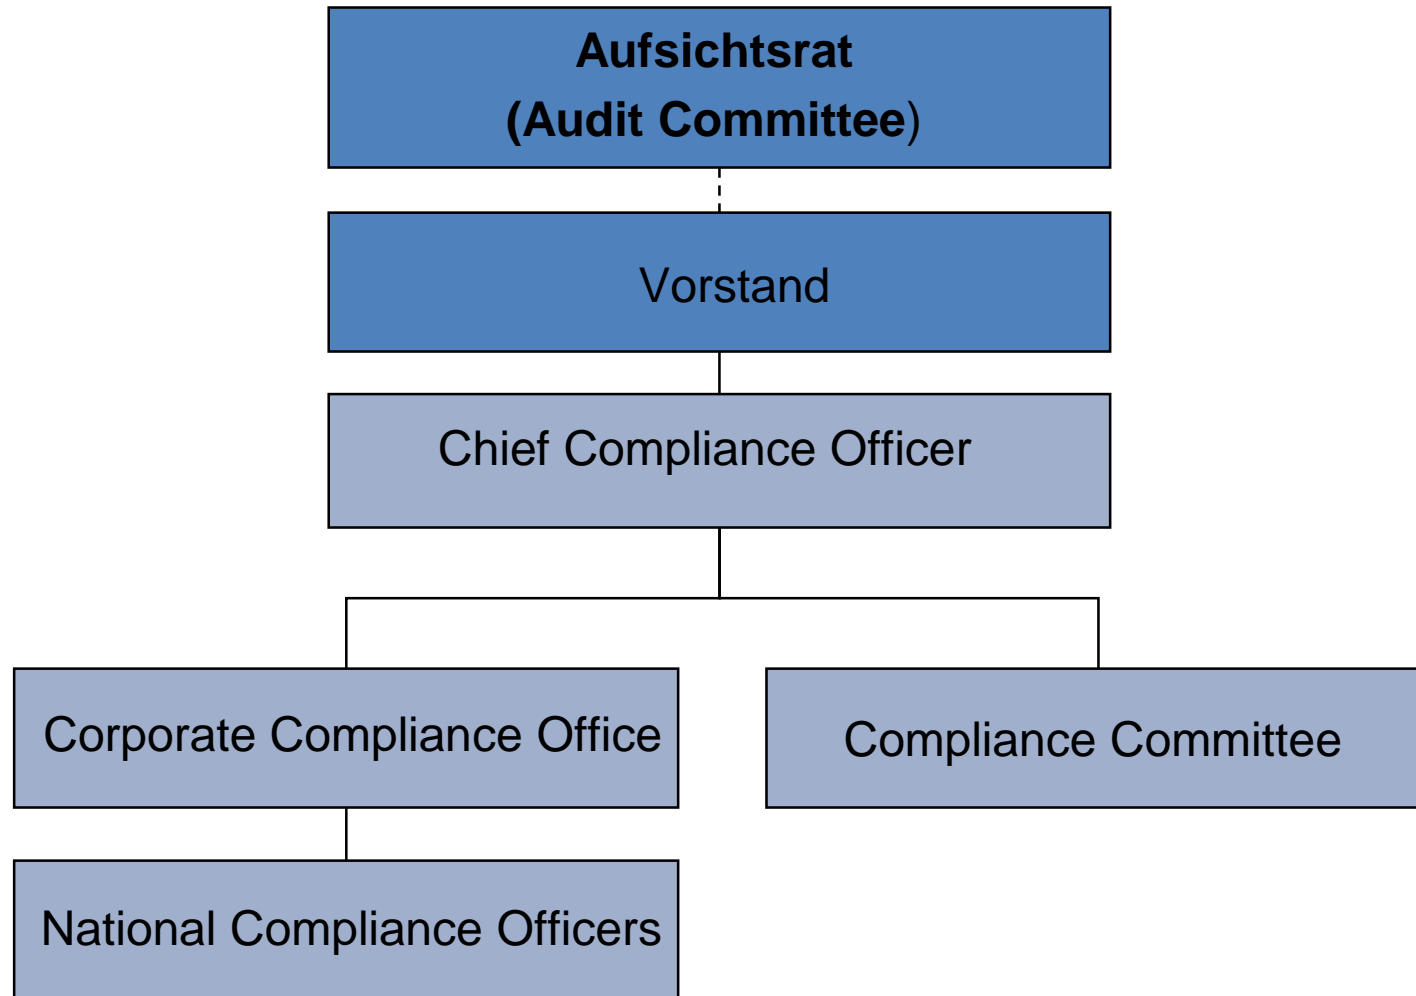 Aufsichtsrat
(Audit Committee)
Vorstand
Chief Compliance Officer
Corporate Compliance Office
Compliance Committee
National Compliance Officers